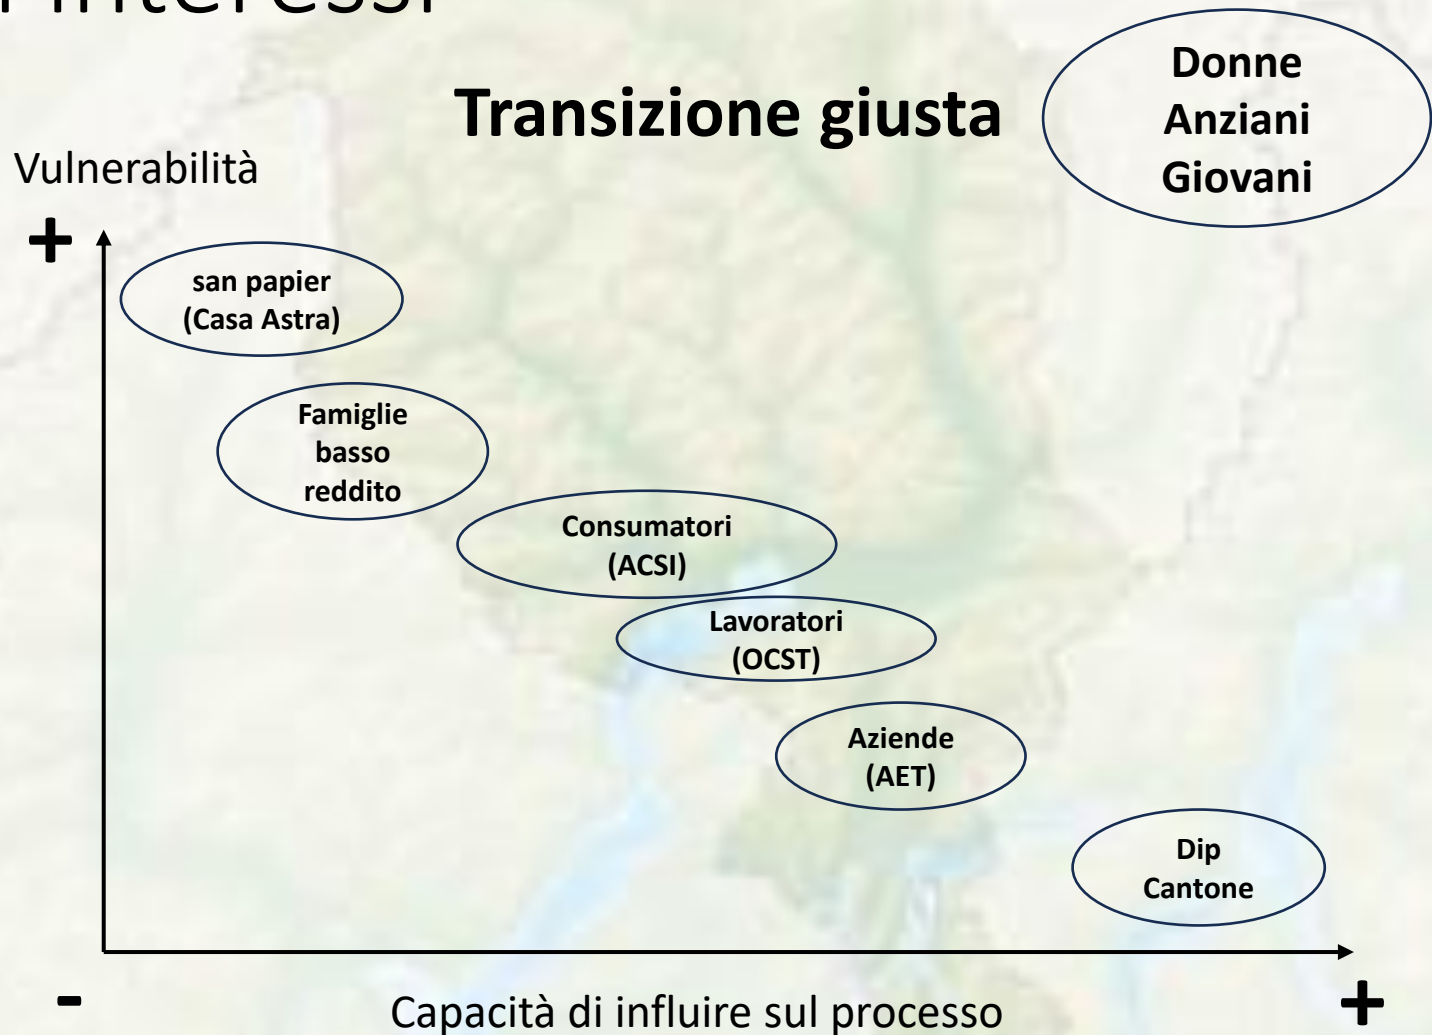 interessi
Transizione giusta
Donne
Anziani
Giovani
Vulnerabilità
+
san papier
(Casa Astra)
Famiglie
basso
reddito
Consumatori
(ACSI)
Lavoratori
(OCST)
Aziende
(AET)
Dip
Cantone
-
Capacità di influire sul processo
+